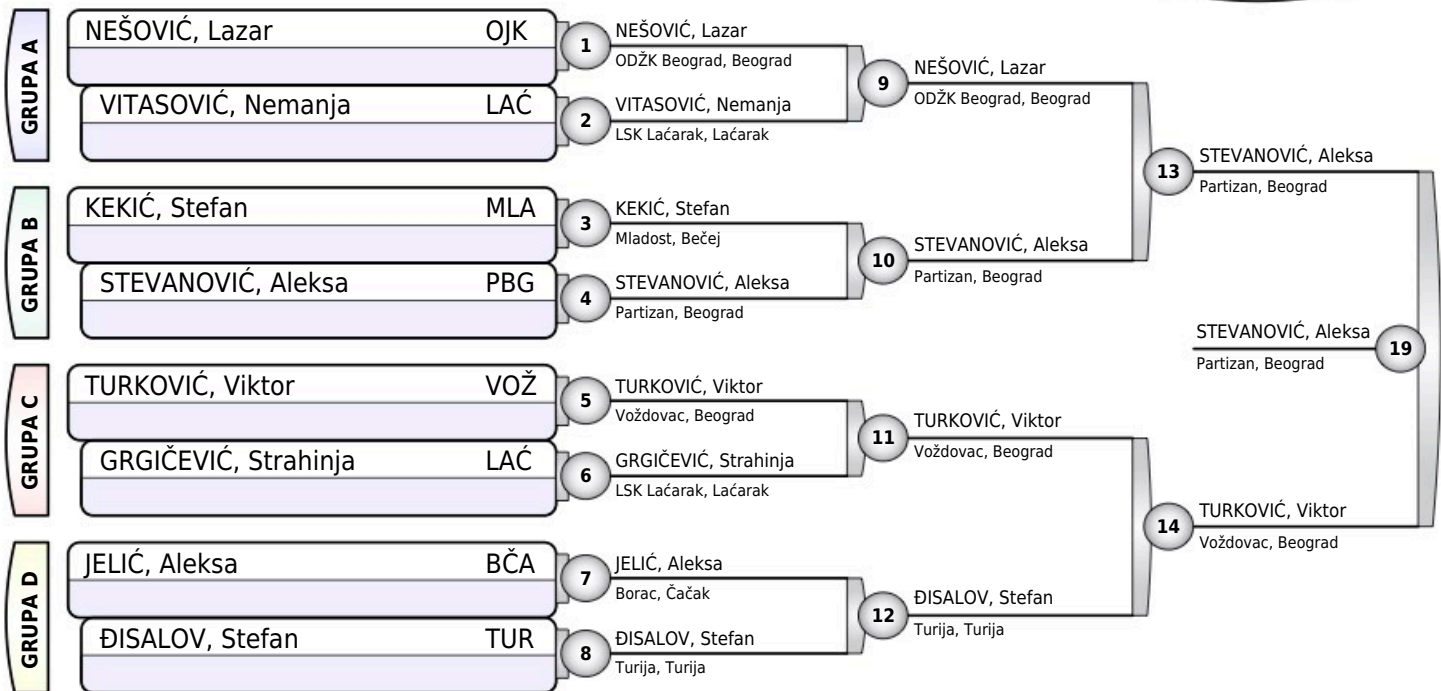 GRUPA A
NEŠOVIĆ, Lazar OJK
VITASOVIĆ, Nemanja LAĆ
1
NEŠOVIĆ, Lazar
ODŽK Beograd, Beograd
2
VITASOVIĆ, Nemanja
LSK Laćarak, Laćarak
9
NEŠOVIĆ, Lazar
ODŽK Beograd, Beograd
GRUPA B
KEKIĆ, Stefan MLA
STEVANOVIĆ, Aleksa PBG
3
KEKIĆ, Stefan
Mladost, Bečej
4
STEVANOVIĆ, Aleksa
Partizan, Beograd
10
STEVANOVIĆ, Aleksa
Partizan, Beograd
13
STEVANOVIĆ, Aleksa
Partizan, Beograd
GRUPA C
TURKOVIĆ, Viktor VOŽ
GRGIČEVIĆ, Strahinja LAĆ
5
TURKOVIĆ, Viktor
Voždovac, Beograd
6
GRGIČEVIĆ, Strahinja
LSK Laćarak, Laćarak
11
TURKOVIĆ, Viktor
Voždovac, Beograd
GRUPA D
JELIĆ, Aleksa BČA
ĐISALOV, Stefan TUR
7
JELIĆ, Aleksa
Borac, Čačak
8
ĐISALOV, Stefan
Turija, Turija
12
ĐISALOV, Stefan
Turija, Turija
14
TURKOVIĆ, Viktor
Voždovac, Beograd
STEVANOVIĆ, Aleksa
Partizan, Beograd
19